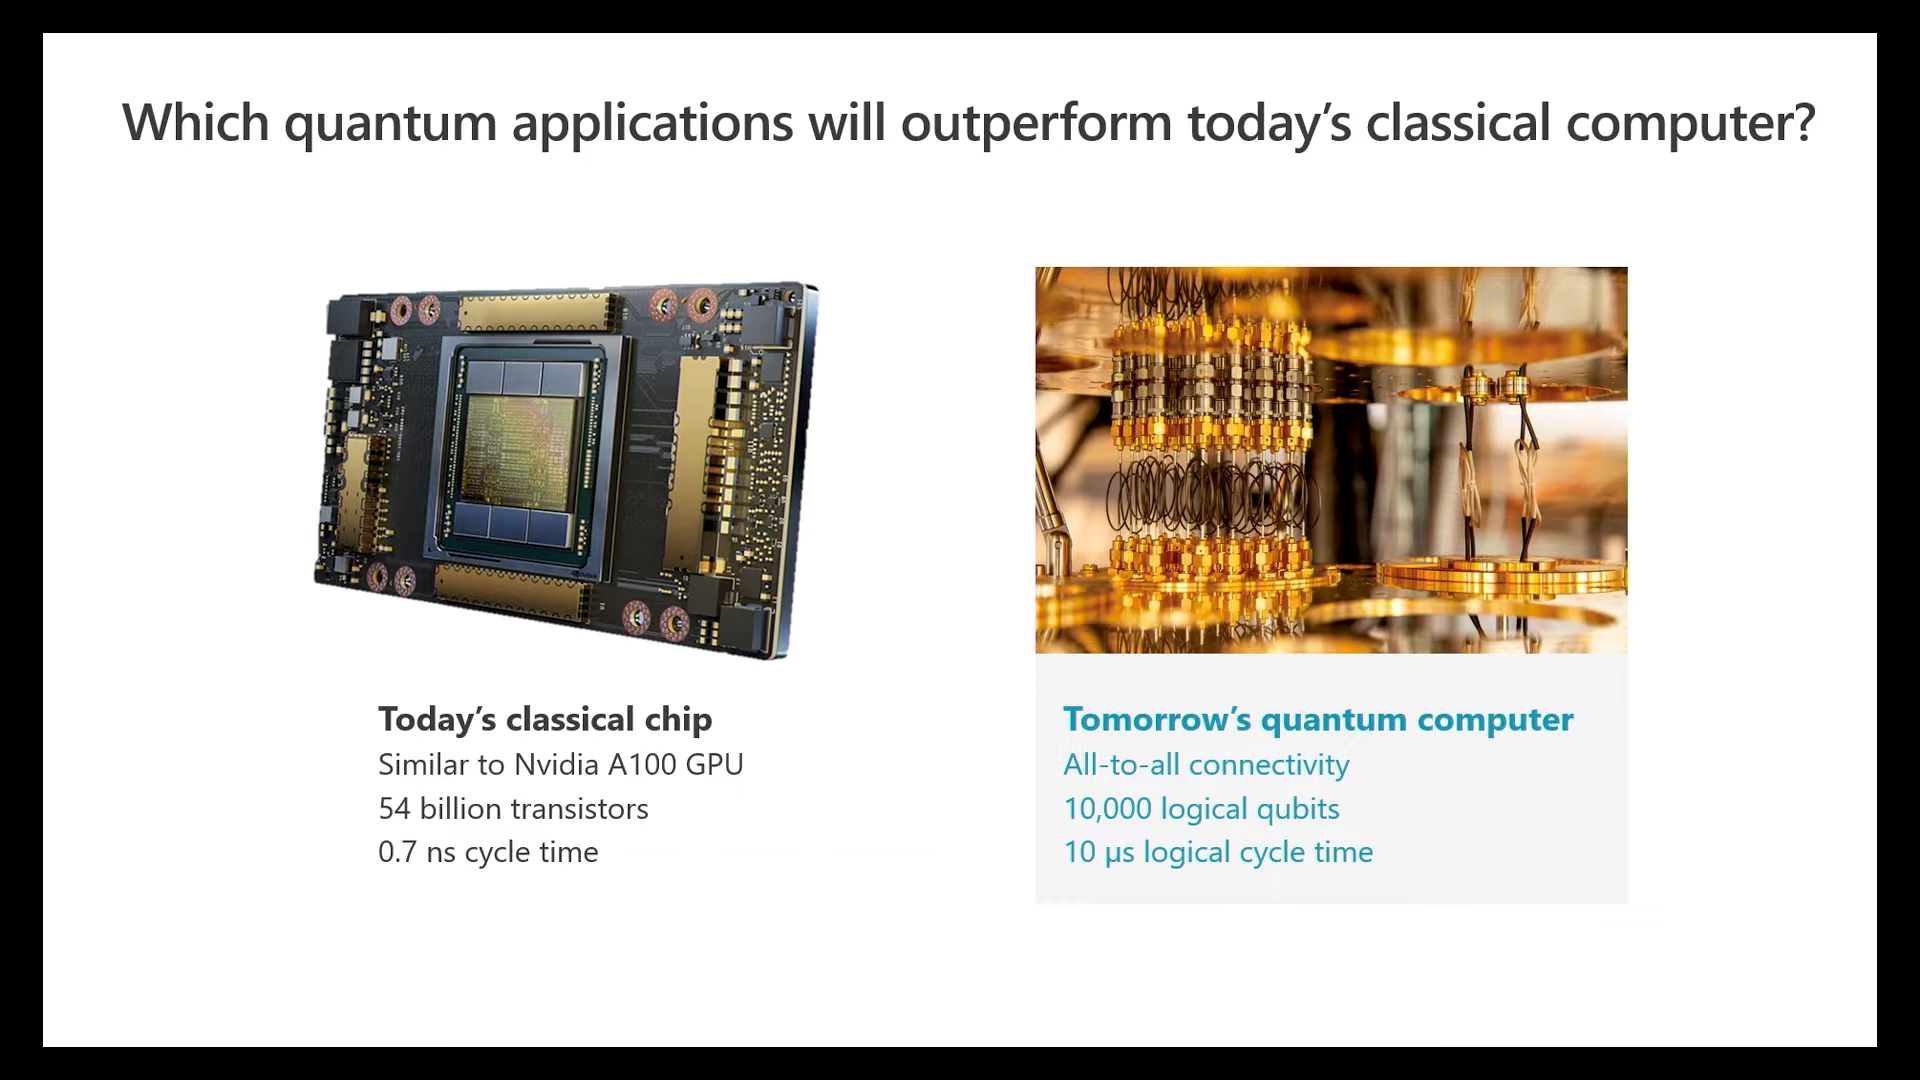 Which quantum applications will outperform today's classical computer?
Today's classical chip
Similar to Nvidia A100 GPU
54 billion transistors
0.7 ns cycle time
Tomorrow's quantum computer
All-to-all connectivity
10,000 logical qubits
10 µs logical cycle time